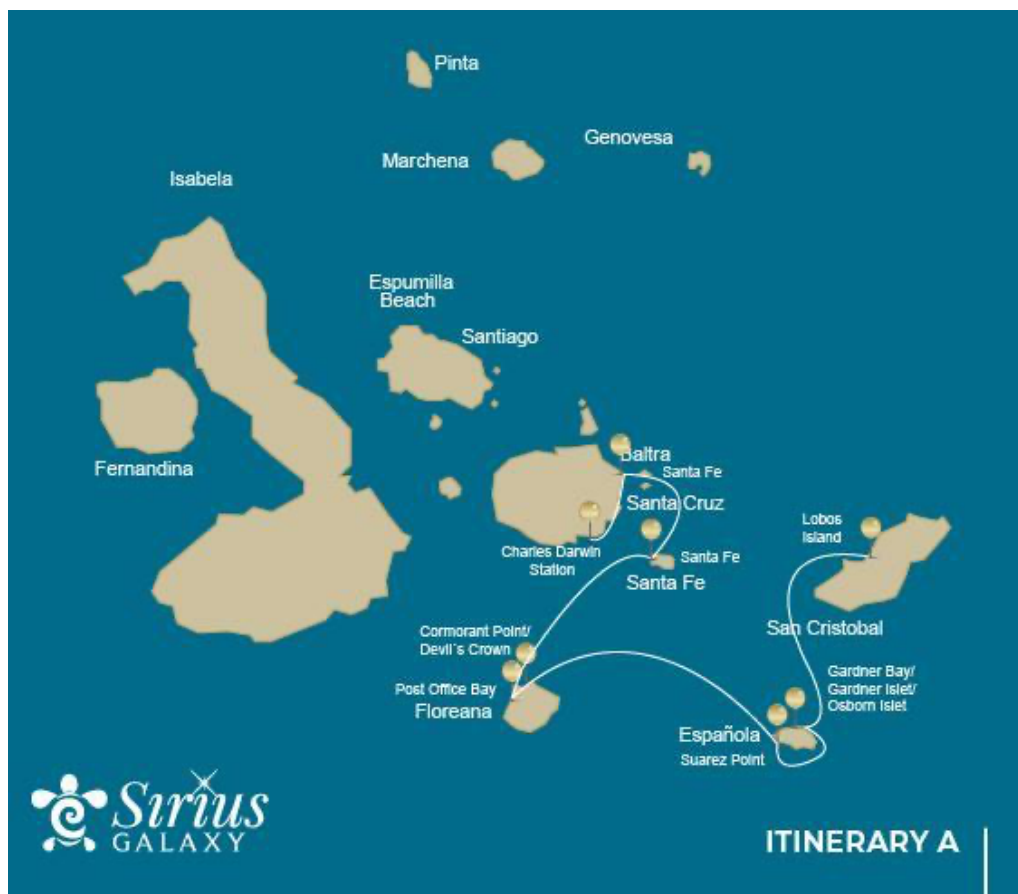 Pinta
Genovesa
Marchena
Isabela
Espumilla
Beach
Santiago
Fernandina
Baltra
Santa Fe
Santa Cruz
Lobos
Island
Charles Darwin
Station
Santa Fe
Santa Fe
San Cristobal
Cormorant Point/
Devil´s Crown
Gardner Bay/
Gardner Islet/
Osborn Islet
Post Office Bay
Floreana
Española
Suarez Point
Sırıus
GALAXY
ITINERARY A